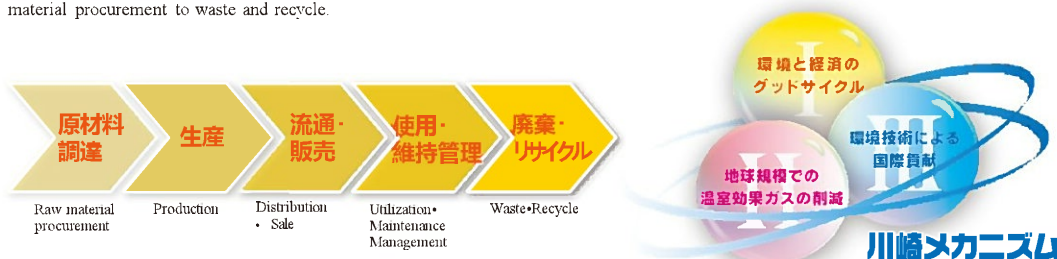 material procurement to waste and recycle.
原材料
調達
生産
流通・
販売
使用・
維持管理
廃棄・
リサイクル
Raw material
procurement
Production
Distribution
• Sale
Utilization•
Maintenance
Management
Waste•Recycle
I
環境と経済の
グッドサイクル
II
地球規模での
温室効果ガスの削減
III
環境技術による
国際貢献
川崎メカニズム